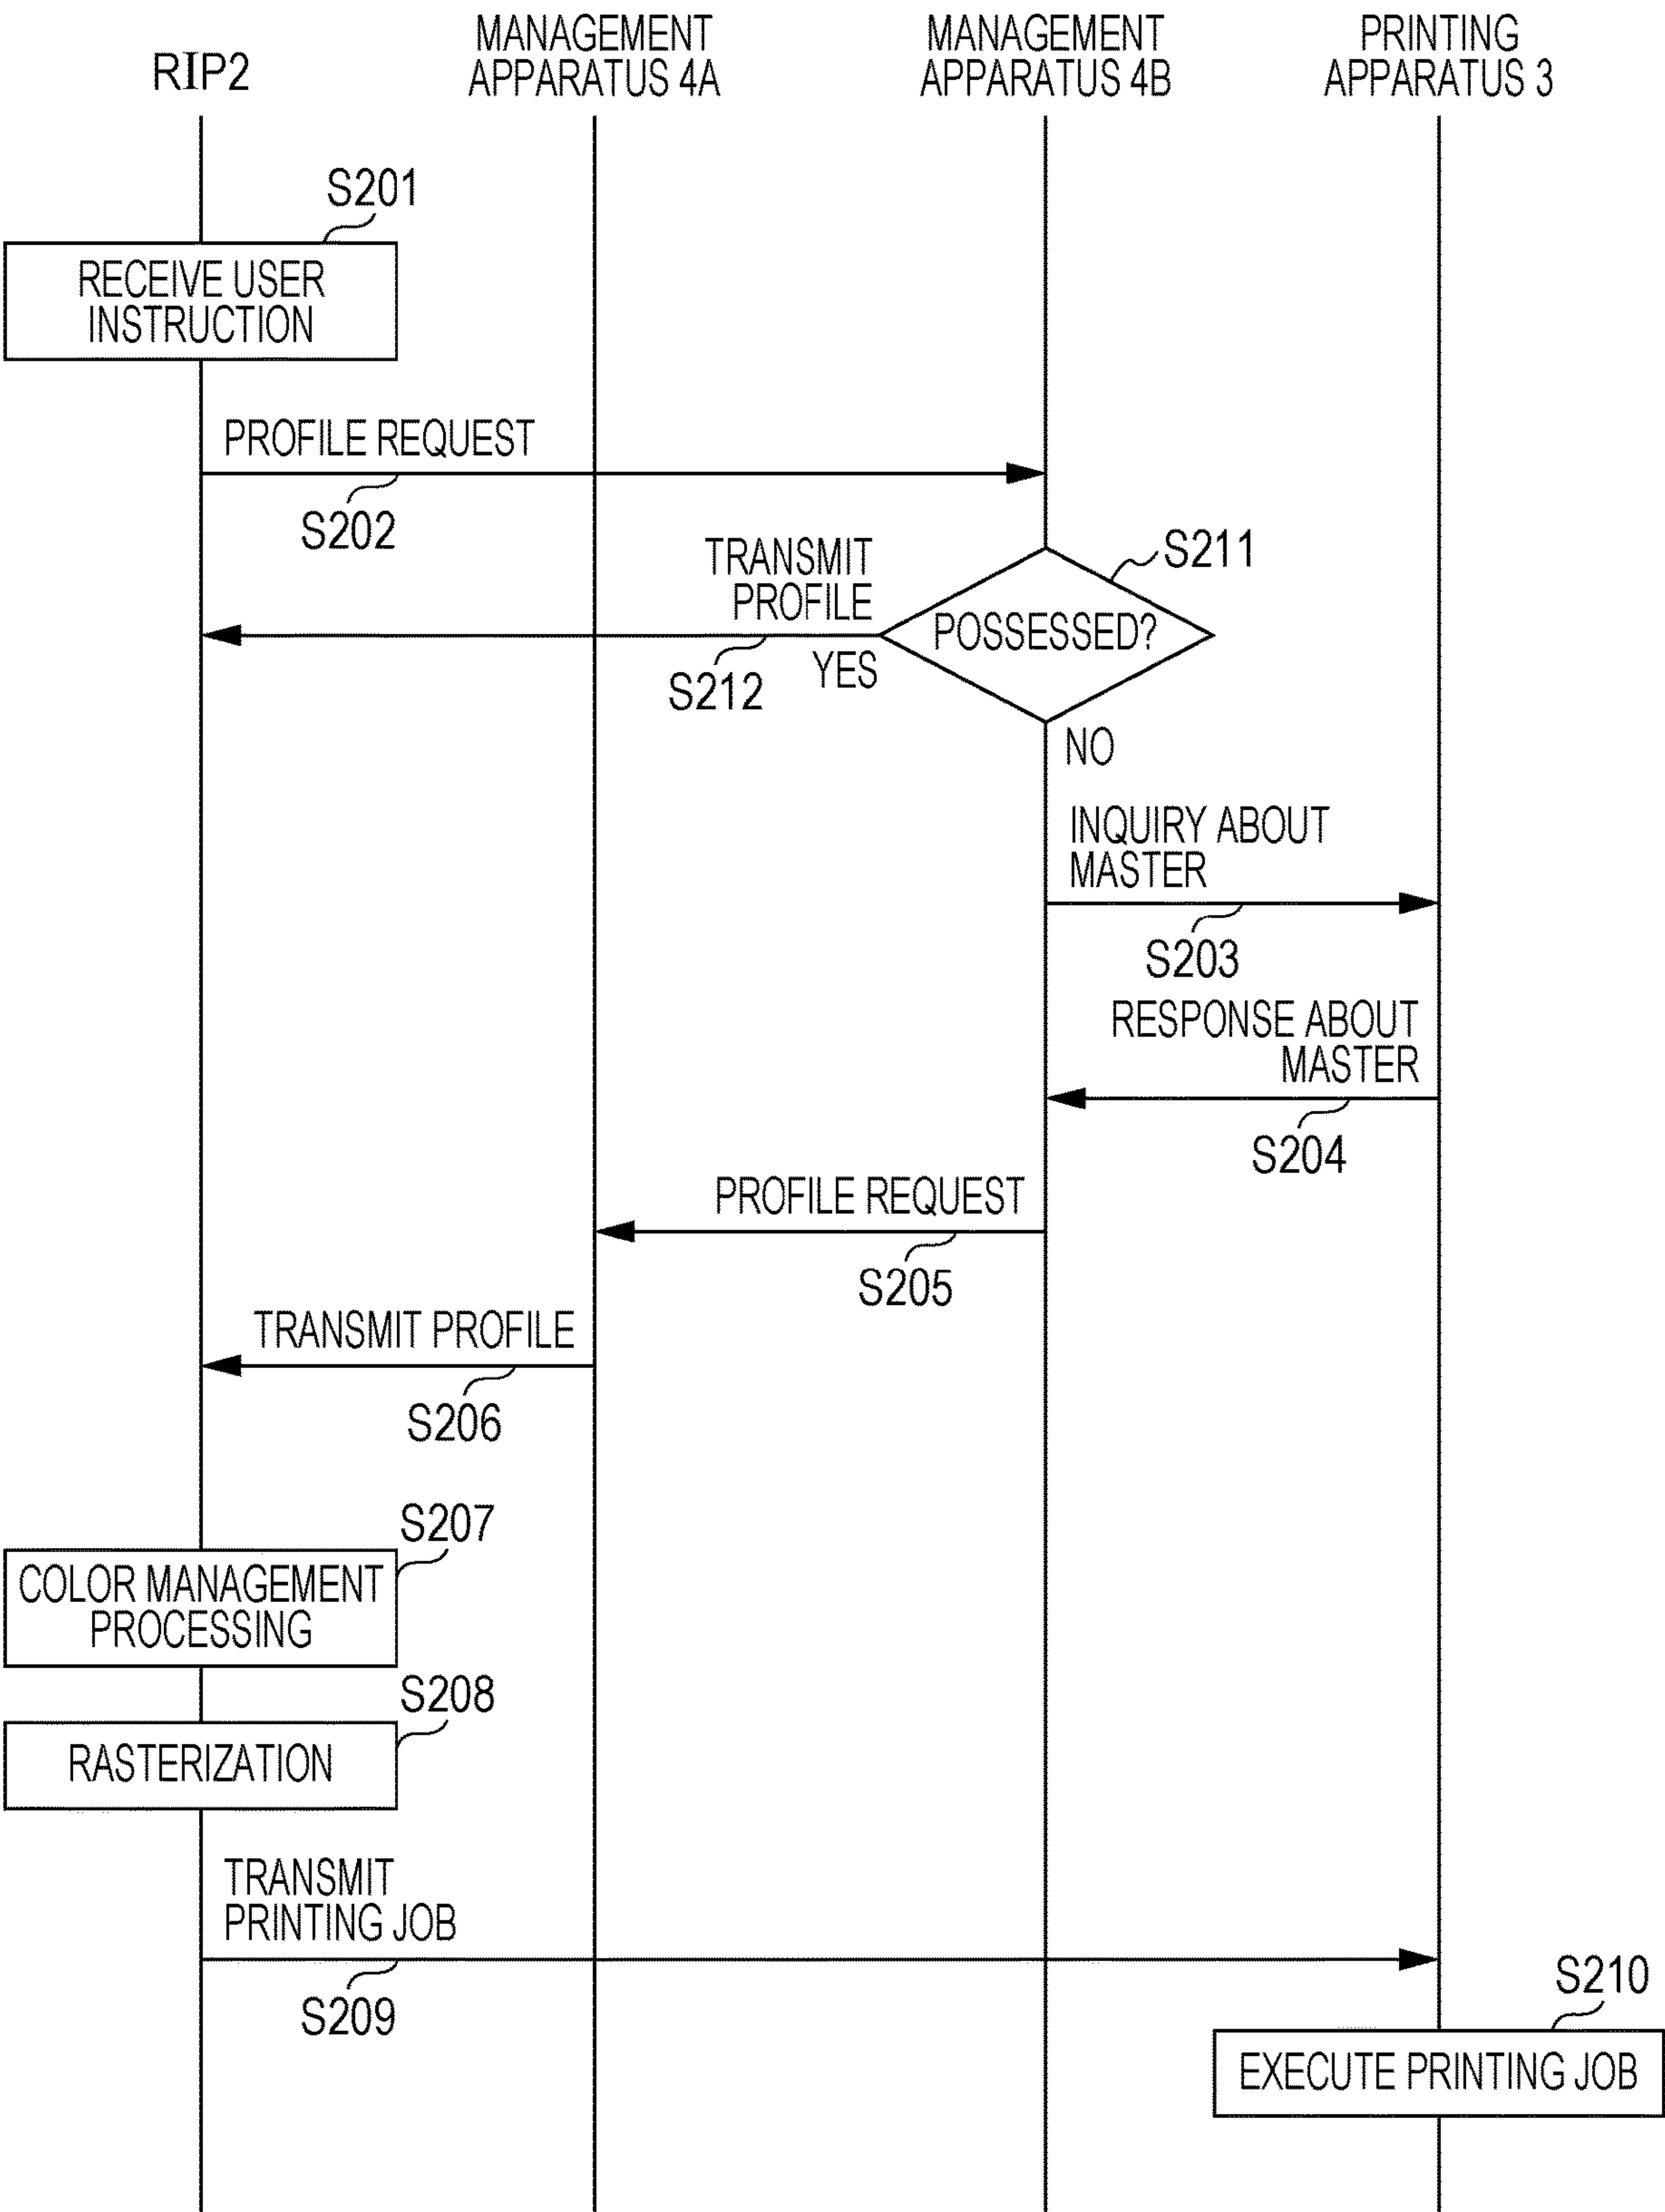 RIP2
MANAGEMENT
APPARATUS 4A
MANAGEMENT
APPARATUS 4B
PRINTING
APPARATUS 3
S201
RECEIVE USER
INSTRUCTION
PROFILE REQUEST
S202
S211
TRANSMIT
PROFILE
POSSESSED?
YES
S212
NO
INQUIRY ABOUT
MASTER
S203
RESPONSE ABOUT
MASTER
S204
PROFILE REQUEST
S205
TRANSMIT PROFILE
S206
S207
COLOR MANAGEMENT
PROCESSING
S208
RASTERIZATION
TRANSMIT
PRINTING JOB
S209
S210
EXECUTE PRINTING JOB